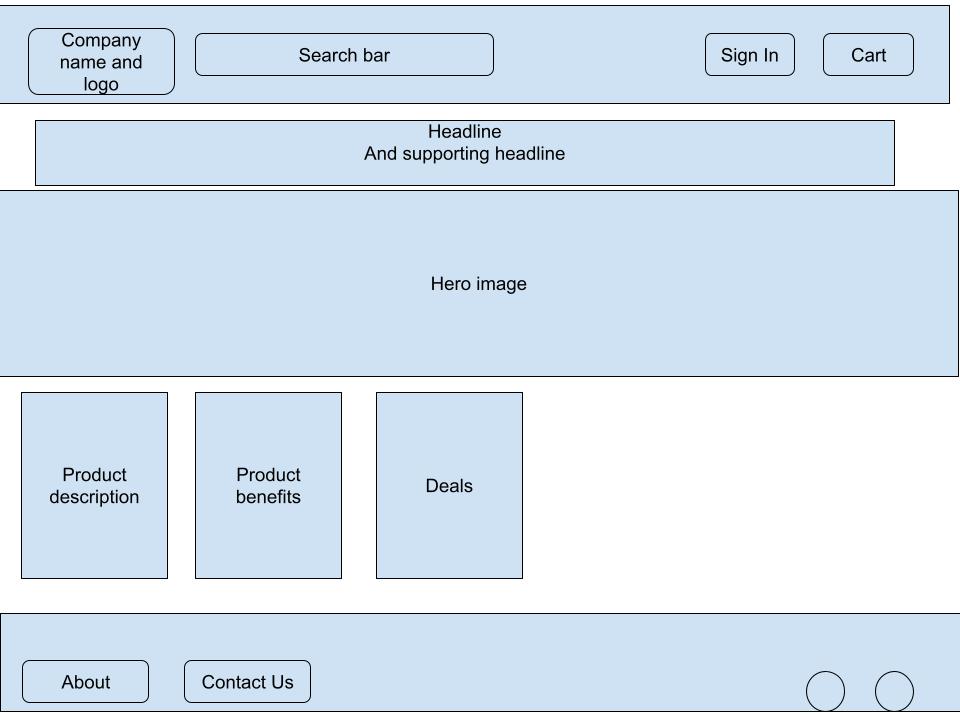 Company
name and
logo
Search bar
Sign In
Cart
Headline
And supporting headline
Hero image
Product
description
Product
benefits
Deals
About
Contact Us